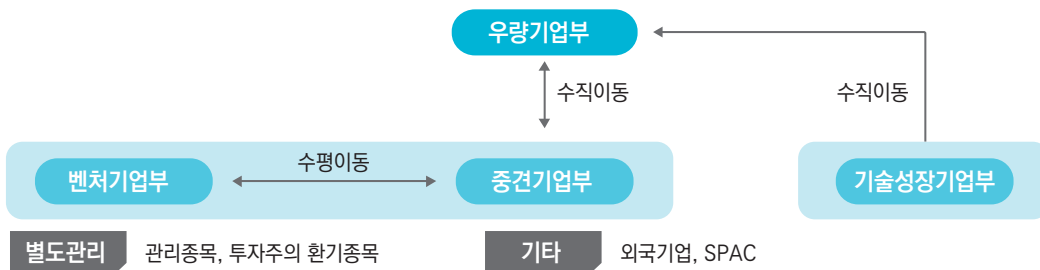 우량기업부
수직이동
수직이동
벤처기업부
수평이동
중견기업부
기술성장기업부
별도관리 관리종목, 투자주의 환기종목
기타 외국기업, SPAC